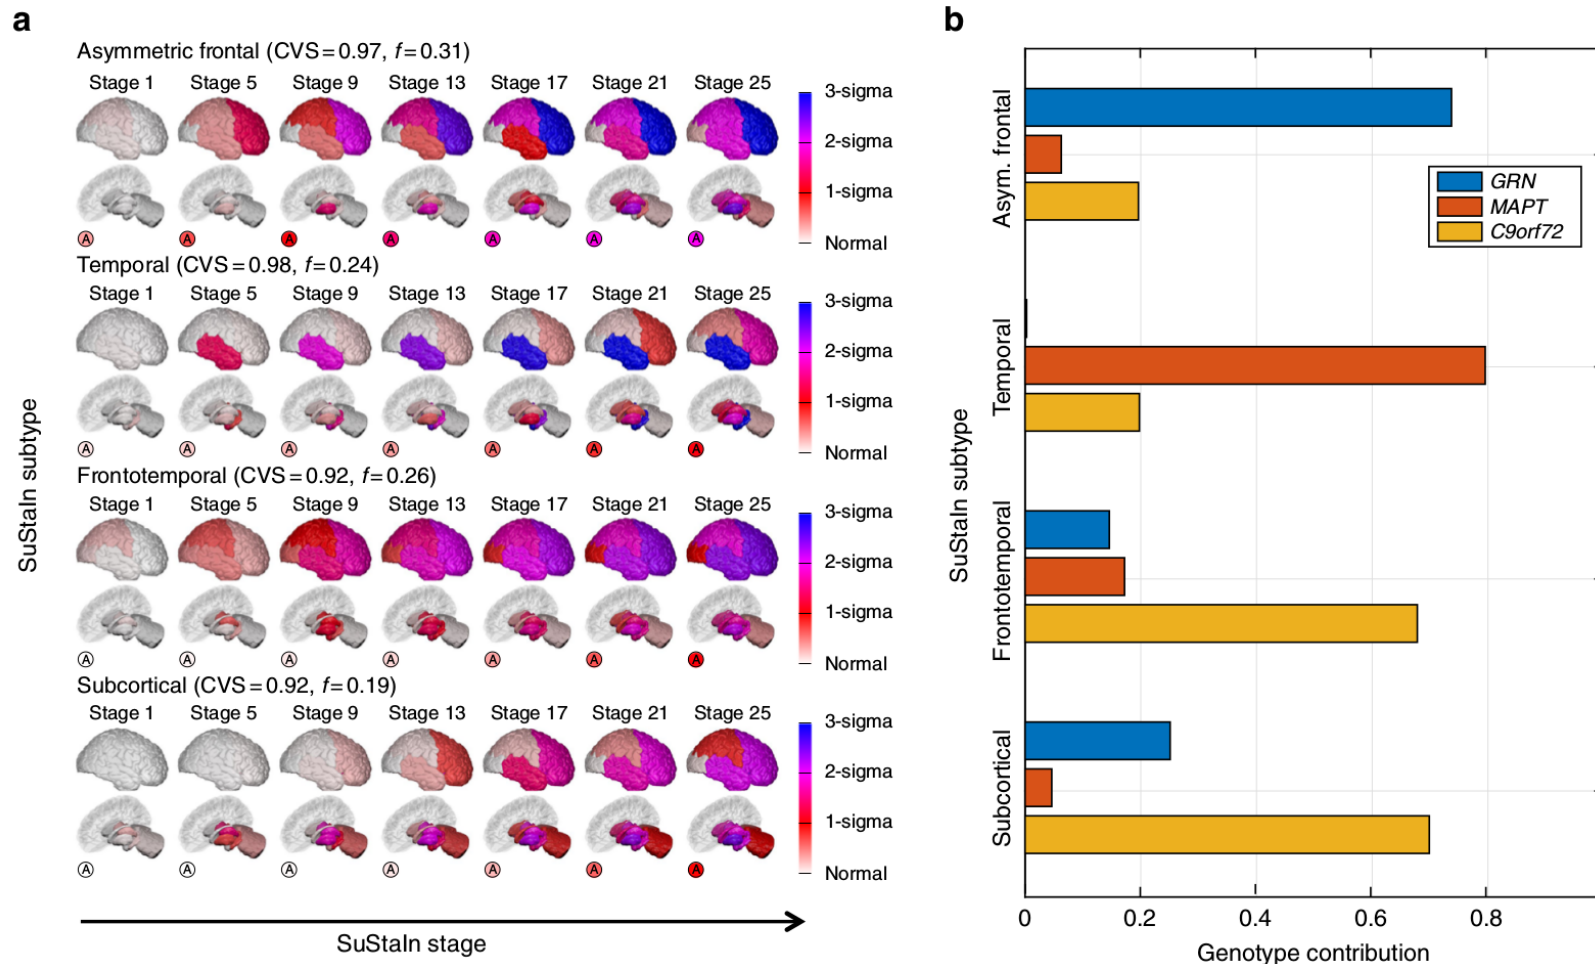 a
Asymmetric frontal (CVS=0.97, f=0.31)
Stage 1 Stage 5 Stage 9 Stage 13 Stage 17 Stage 21 Stage 25
3-sigma
2-sigma
1-sigma
Normal
A A A A A A A
Temporal (CVS=0.98, f=0.24)
Stage 1 Stage 5 Stage 9 Stage 13 Stage 17 Stage 21 Stage 25
3-sigma
2-sigma
1-sigma
Normal
A A A A A A A
Frontotemporal (CVS=0.92, f=0.26)
Stage 1 Stage 5 Stage 9 Stage 13 Stage 17 Stage 21 Stage 25
3-sigma
2-sigma
1-sigma
Normal
A A A A A A A
Subcortical (CVS=0.92, f=0.19)
Stage 1 Stage 5 Stage 9 Stage 13 Stage 17 Stage 21 Stage 25
3-sigma
2-sigma
1-sigma
Normal
A A A A A A A
SuStaIn subtype
SuStaIn stage
b
GRN
MAPT
C9orf72
Asym. frontal
Temporal
Frontotemporal
Subcortical
SuStaIn subtype
0 0.2 0.4 0.6 0.8
Genotype contribution